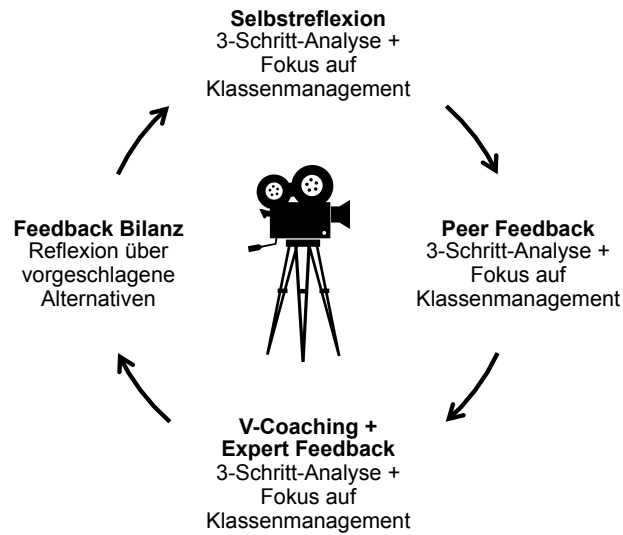 Selbstreflexion
3-Schritt-Analyse +
Fokus auf
Klassenmanagement
Peer Feedback
3-Schritt-Analyse +
Fokus auf
Klassenmanagement
V-Coaching +
Expert Feedback
3-Schritt-Analyse +
Fokus auf
Klassenmanagement
Feedback Bilanz
Reflexion über
vorgeschlagene
Alternativen